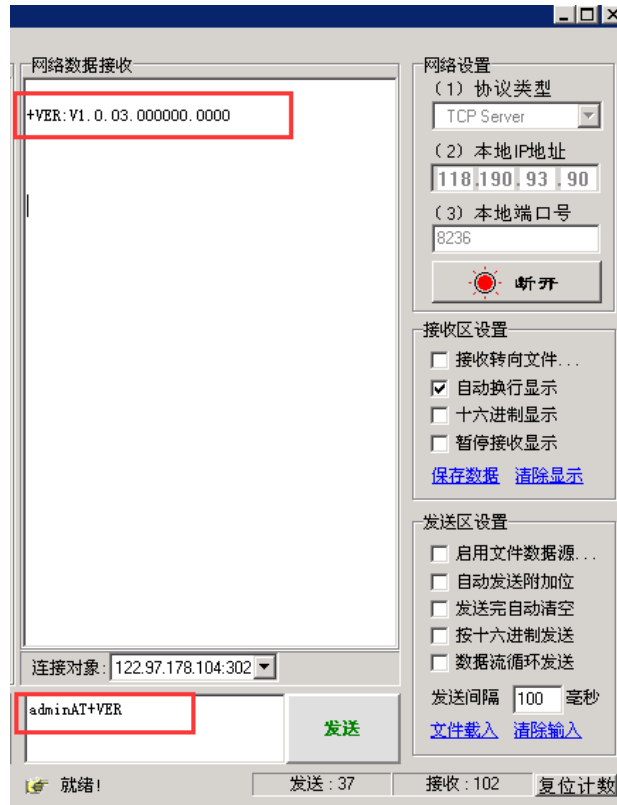 网络数据接收
+VER:V1.0.03.000000.0000
连接对象: 122.97.178.104:302
adminAT+VER
发送
网络设置
(1) 协议类型
TCP Server
(2) 本地IP地址
118.190.93.90
(3) 本地端口号
8236
断开
接收区设置
接收转向文件...
自动换行显示
十六进制显示
暂停接收显示
保存数据 清除显示
发送区设置
启用文件数据源...
自动发送附加位
发送完自动清空
按十六进制发送
数据流循环发送
发送间隔 100 毫秒
文件载入 清除输入
就绪! 发送 : 37 接收 : 102 复位计数